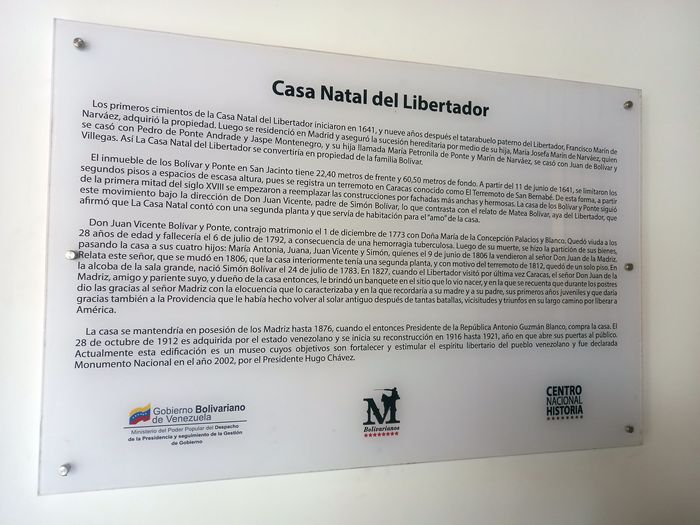 Casa Natal del Libertador
Los primeros cimientos de la Casa Natal del Libertador iniciaron en 1641, y nueve años después el tatarabuelo paterno del Libertador, Francisco Marín de
Narváez, adquirió la propiedad. Luego se residenció en Madrid y aseguró la sucesión hereditaria por medio de su hija, María Josefa Marín de Narváez, quien
se casó con Pedro de Ponte Andrade y Jaspe Montenegro, y su hija llamada María Petronila de Ponte y Marín de Narváez, se casó con Juan de Bolívar y
Villegas. Así La Casa Natal del Libertador se convertiría en propiedad de la familia Bolívar.
El inmueble de los Bolívar y Ponte en San Jacinto tiene 22,40 metros de frente y 60,50 metros de fondo. A partir del 11 de junio de 1641, se limitaron los
segundos pisos a espacios de escasa altura, pues se registra un terremoto en Caracas conocido como El Terremoto de San Bernabé. De esta forma, a partir
de la primera mitad del siglo XVIII se empezaron a reemplazar las construcciones por fachadas más anchas y hermosas. La casa de los Bolívar y Ponte siguió
este movimiento bajo la dirección de Don Juan Vicente, padre de Simón Bolívar, lo que contrasta con el relato de Matea Bolívar, aya del Libertador, que
afirmó que La Casa Natal contó con una segunda planta y que servía de habitación para el "amo" de la casa.
Don Juan Vicente Bolívar y Ponte, contrajo matrimonio el 1 de diciembre de 1773 con Doña María de la Concepción Palacios y Blanco. Quedó viuda a los
28 años de edad y fallecería el 6 de julio de 1792, a consecuencia de una hemorragia tuberculosa. Luego de su muerte, se hizo la partición de sus bienes,
pasando la casa a sus cuatro hijos: María Antonia, Juana, Juan Vicente y Simón, quienes el 9 de junio de 1806 la vendieron al señor Don Juan de la Madriz.
Relata este señor, que se mudó en 1806, que la casa interiormente tenía una segunda planta, y con motivo del terremoto de 1812, quedó de un solo piso. En
la alcoba de la sala grande, nació Simón Bolívar el 24 de julio de 1783. En 1827, cuando el Libertador visitó por última vez Caracas, el señor Don Juan de la
Madriz, amigo y pariente suyo, y dueño de la casa entonces, le brindó un banquete en el sitio que lo vio nacer, y en la que se recuenta que durante los postres
dio las gracias al señor Madriz con la elocuencia que lo caracterizaba y en la que recordaría a su madre y a su padre, sus primeros años juveniles y que daría
gracias también a la Providencia que le había hecho volver al solar antiguo después de tantas batallas, vicisitudes y triunfos en su largo camino por liberar a
América.
La casa se mantendría en posesión de los Madriz hasta 1876, cuando el entonces Presidente de la República Antonio Guzmán Blanco, compra la casa. El
28 de octubre de 1912 es adquirida por el estado venezolano y se inicia su reconstrucción en 1916 hasta 1921, año en que abre sus puertas al público.
Actualmente esta edificación es un museo cuyos objetivos son fortalecer y estimular el espíritu libertario del pueblo venezolano y fue declarada
Monumento Nacional en el año 2002, por el Presidente Hugo Chávez.
Gobierno Bolivariano
de Venezuela
Ministerio del Poder Popular del Despacho
de la Presidencia y seguimiento de la Gestión
de Gobierno
M
Bolivarianos
CENTRO
NACIONAL
HISTORIA